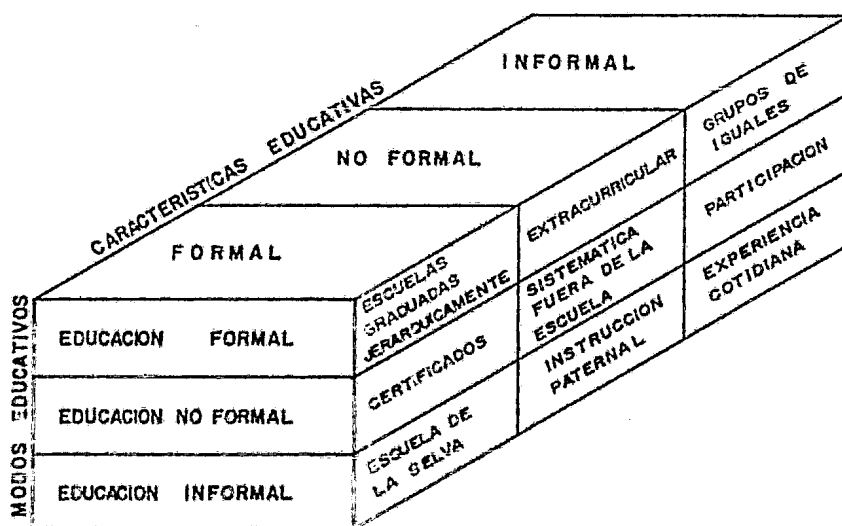 CARACTERISTICAS EDUCATIVAS
INFORMAL
NO FORMAL
FORMAL
MODOS EDUCATIVOS
EDUCACION FORMAL
EDUCACION NO FORMAL
EDUCACION INFORMAL
ESCUELAS
GRADUADAS
JERARQUICAMENTE
EXTRACURRICULAR
GRUPOS DE
IGUALES
CERTIFICADOS
SISTEMATICA
FUERA DE LA
ESCUELA
PARTICIPACION
ESCUELA DE
LA SELVA
INSTRUCCION
PATERNAL
EXPERIENCIA
COTIDIANA